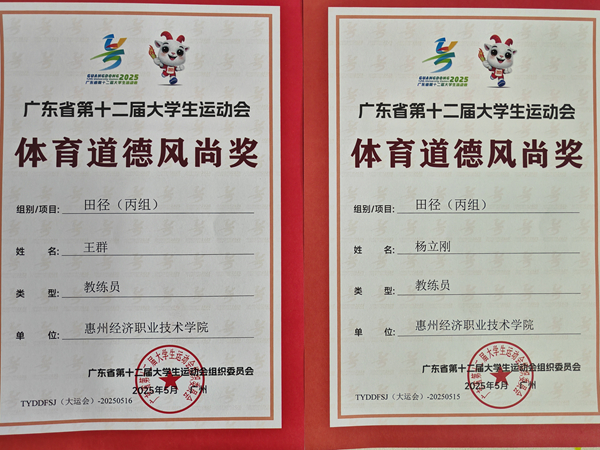 2025
广东省第十二届大学生运动会
广东省第十二届大学生运动会
体育道德风尚奖
组别/项目: 田径（丙组）
姓 名: 王群
类 型: 教练员
单 位: 惠州经济职业技术学院
广东省第十二届大学生运动会组织委员会
2025年5月 广州
TYDDFSJ（大运会）-20250516
2025
广东省第十二届大学生运动会
广东省第十二届大学生运动会
体育道德风尚奖
组别/项目: 田径（丙组）
姓 名: 杨立刚
类 型: 教练员
单 位: 惠州经济职业技术学院
广东省第十二届大学生运动会组织委员会
2025年5月 广州
TYDDFSJ（大运会）-20250515